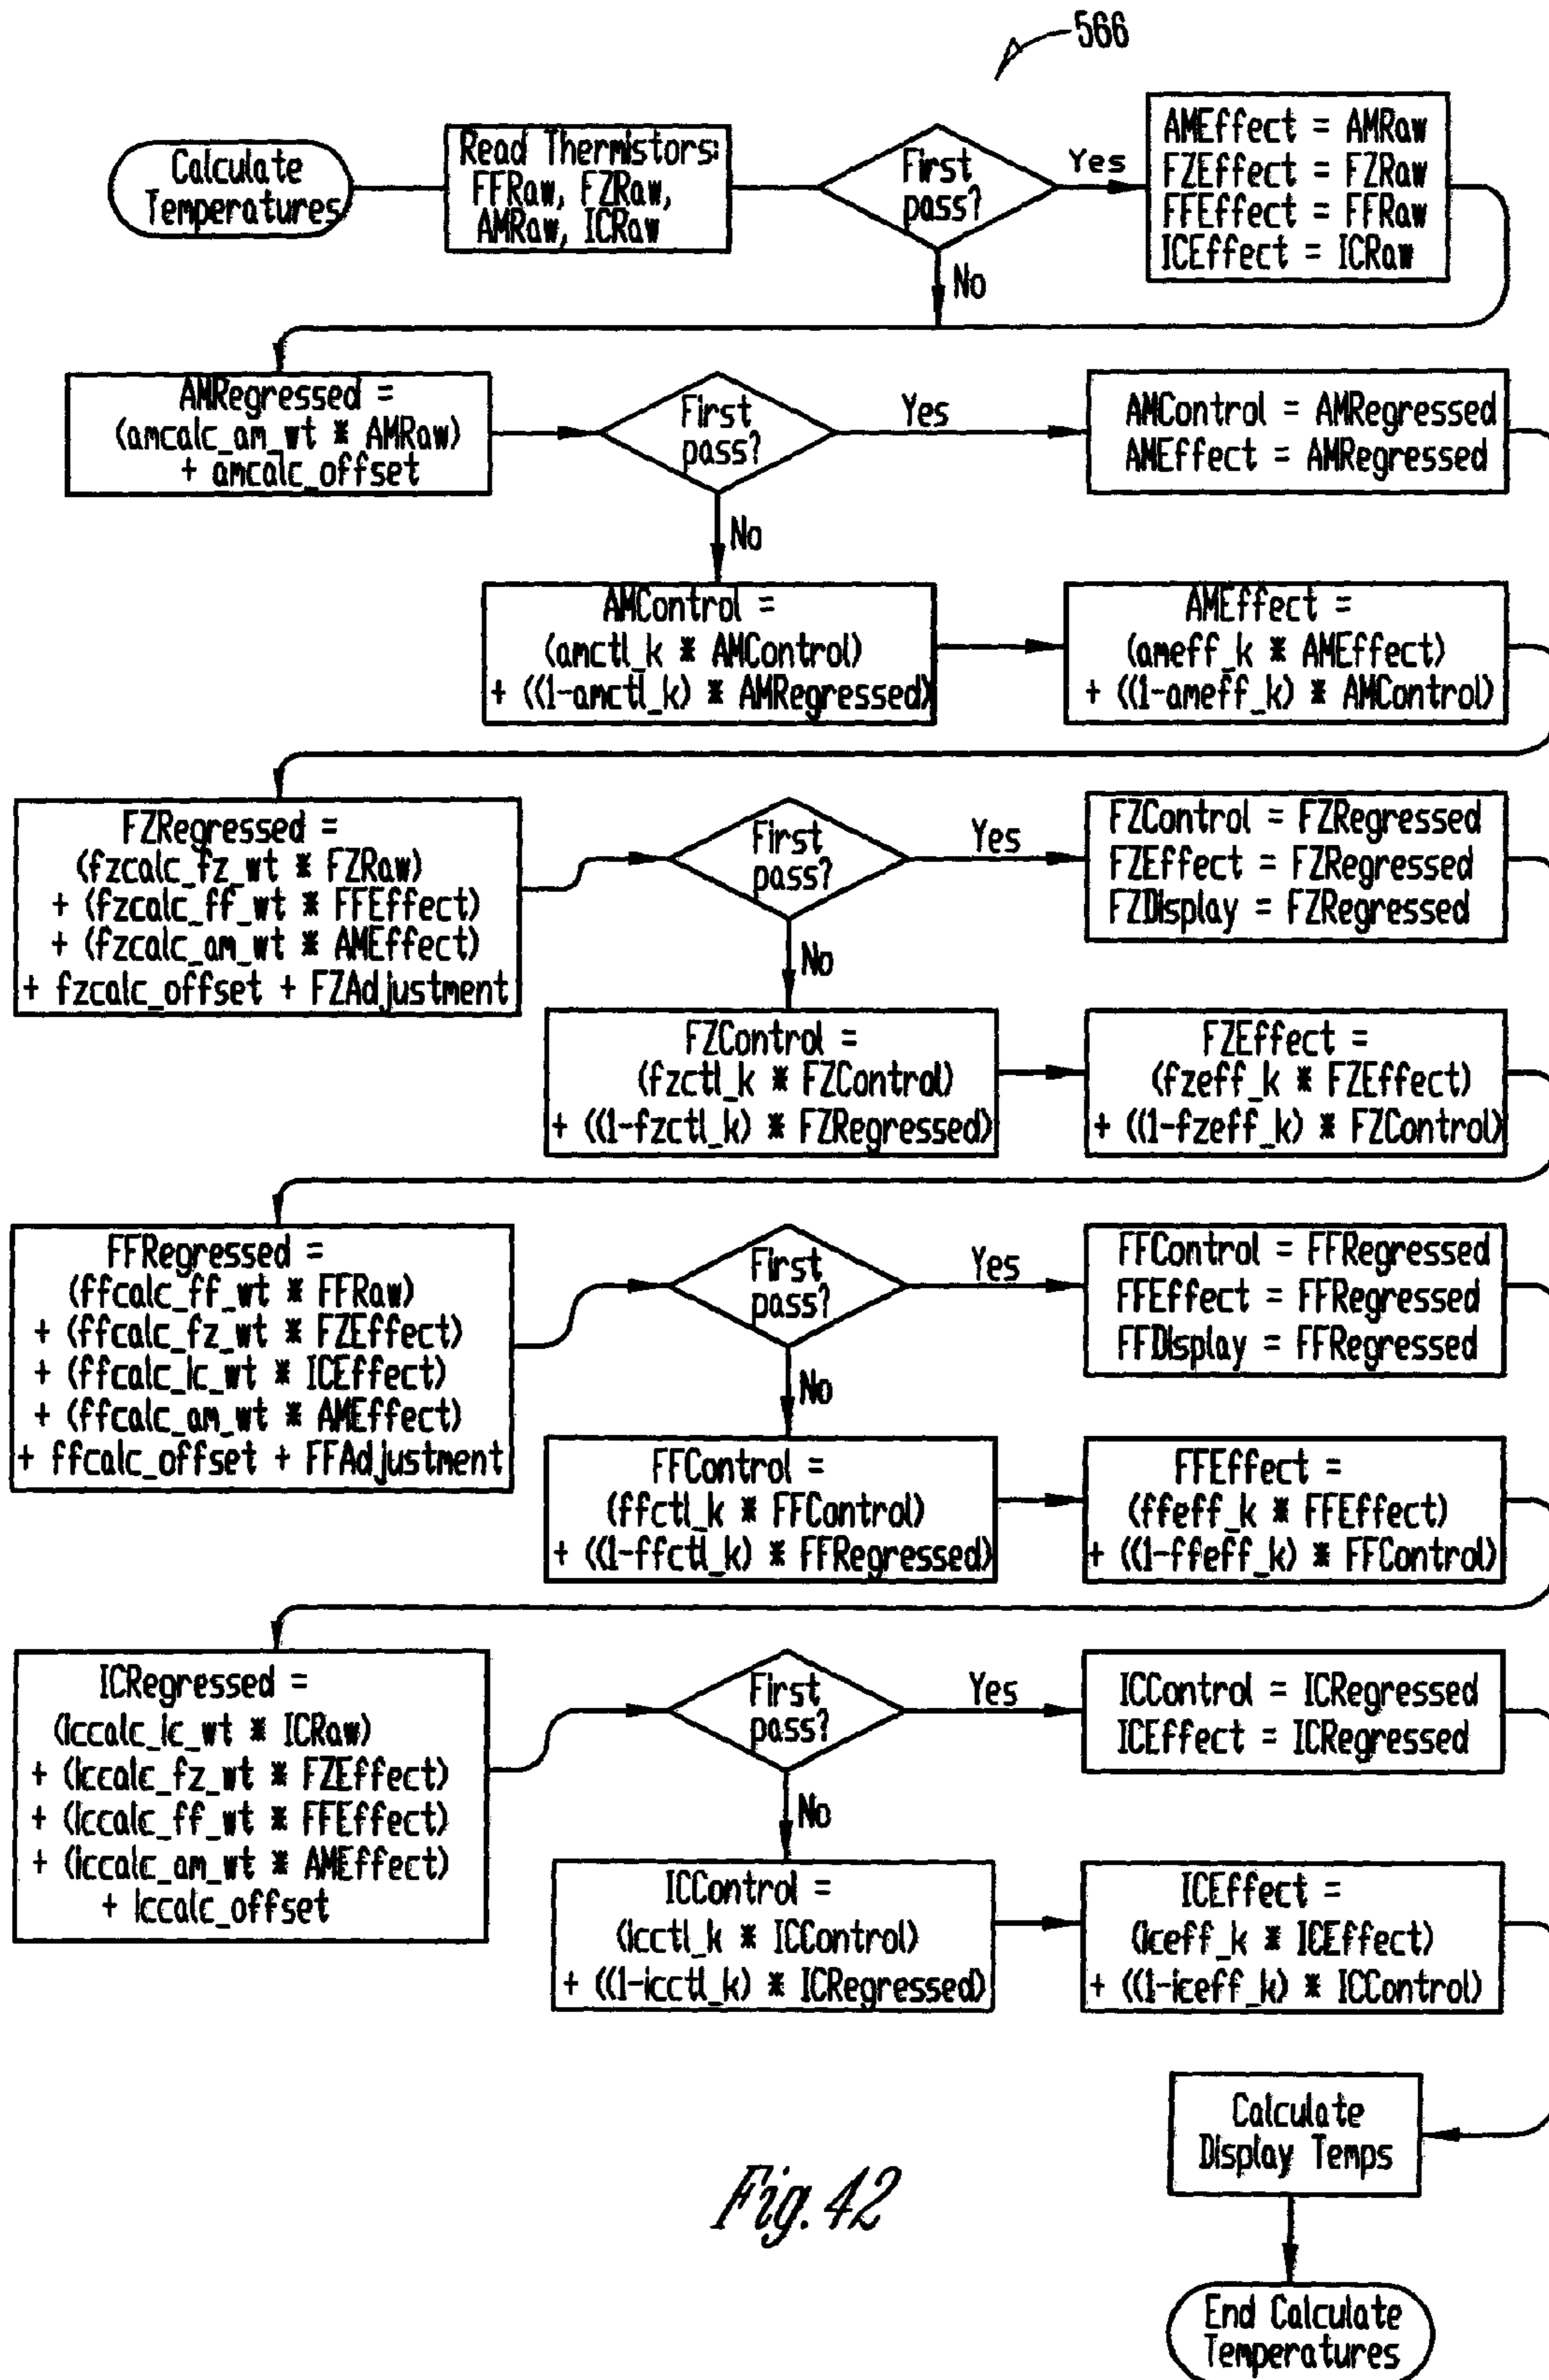 566
Calculate
Temperatures
Read Thermistors:
FFRaw, FZRaw,
AMRaw, ICRaw
First
pass?
Yes
No
AMEffect = AMRaw
FZEffect = FZRaw
FFEffect = FFRaw
ICEffect = ICRaw
AMRegressed =
(amcalc_am_wt * AMRaw)
+ amcalc_offset
First
pass?
Yes
No
AMControl = AMRegressed
AMEffect = AMRegressed
AMControl =
(amctl_k * AMControl)
+ ((1-amctl_k) * AMRegressed)
AMEffect =
(ameff_k * AMEffect)
+ ((1-ameff_k) * AMControl)
FZRegressed =
(fzcalc_fz_wt * FZRaw)
+ (fzcalc_ff_wt * FFEffect)
+ (fzcalc_am_wt * AMEffect)
+ fzcalc_offset + FZAdjustment
First
pass?
Yes
No
FZControl = FZRegressed
FZEffect = FZRegressed
FZDisplay = FZRegressed
FZControl =
(fzctl_k * FZControl)
+ ((1-fzctl_k) * FZRegressed)
FZEffect =
(fzeff_k * FZEffect)
+ ((1-fzeff_k) * FZControl)
FFRegressed =
(ffcalc_ff_wt * FFRaw)
+ (ffcalc_fz_wt * FZEffect)
+ (ffcalc_ic_wt * ICEffect)
+ (ffcalc_am_wt * AMEffect)
+ ffcalc_offset + FFAdjustment
First
pass?
Yes
No
FFControl = FFRegressed
FFEffect = FFRegressed
FFDisplay = FFRegressed
FFControl =
(ffctl_k * FFControl)
+ ((1-ffctl_k) * FFRegressed)
FFEffect =
(ffeff_k * FFEffect)
+ ((1-ffeff_k) * FFControl)
ICRegressed =
(iccalc_ic_wt * ICRaw)
+ (iccalc_fz_wt * FZEffect)
+ (iccalc_ff_wt * FFEffect)
+ (iccalc_am_wt * AMEffect)
+ iccalc_offset
First
pass?
Yes
No
ICControl = ICRegressed
ICEffect = ICRegressed
ICControl =
(icctl_k * ICControl)
+ ((1-icctl_k) * ICRegressed)
ICEffect =
(iceff_k * ICEffect)
+ ((1-iceff_k) * ICControl)
Calculate
Display Temps
End Calculate
Temperatures
Fig. 42